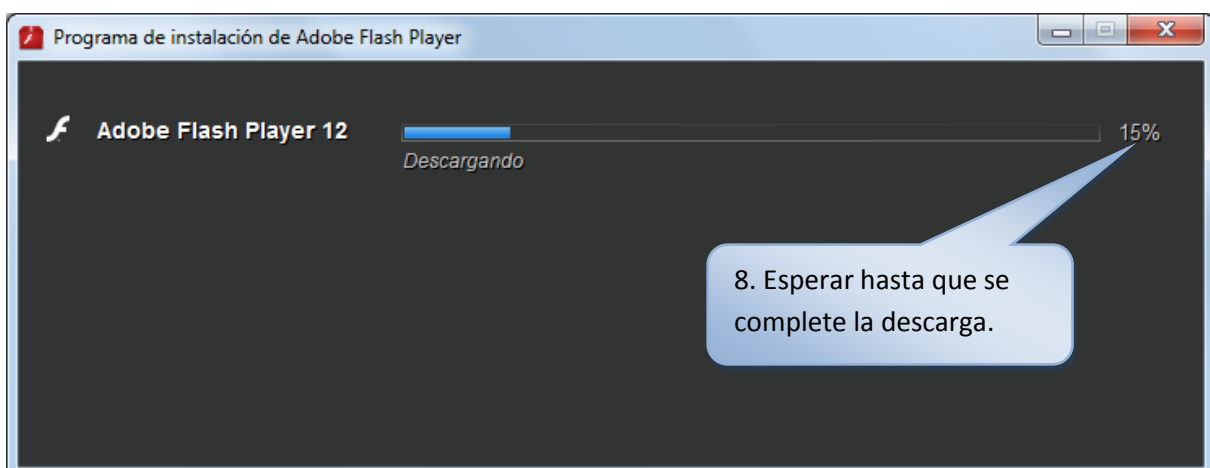 Programa de instalación de Adobe Flash Player
Adobe Flash Player 12
15%
Descargando
8. Esperar hasta que se
complete la descarga.